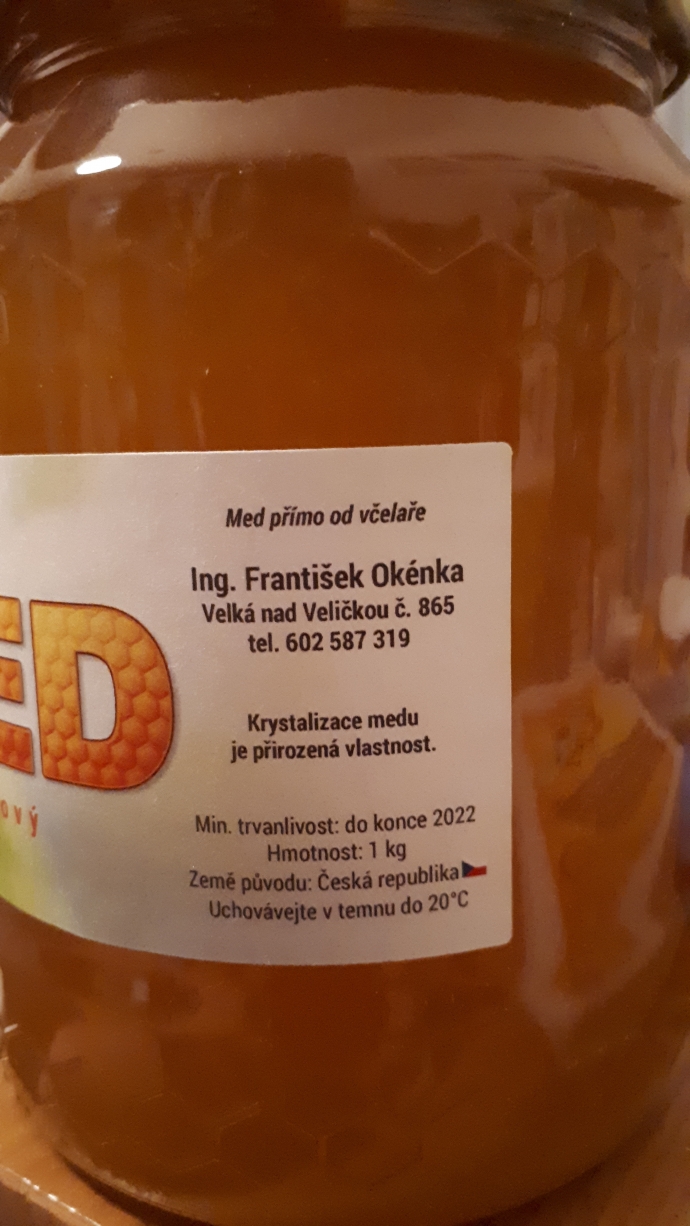 Med přímo od včelaře
Ing. František Okénka
Velká nad Veličkou č. 865
tel. 602 587 319
ED
ový
Krystalizace medu
je přirozená vlastnost.
Min. trvanlivost: do konce 2022
Hmotnost: 1 kg
Země původu: Česká republika
Uchovávejte v temnu do 20°C